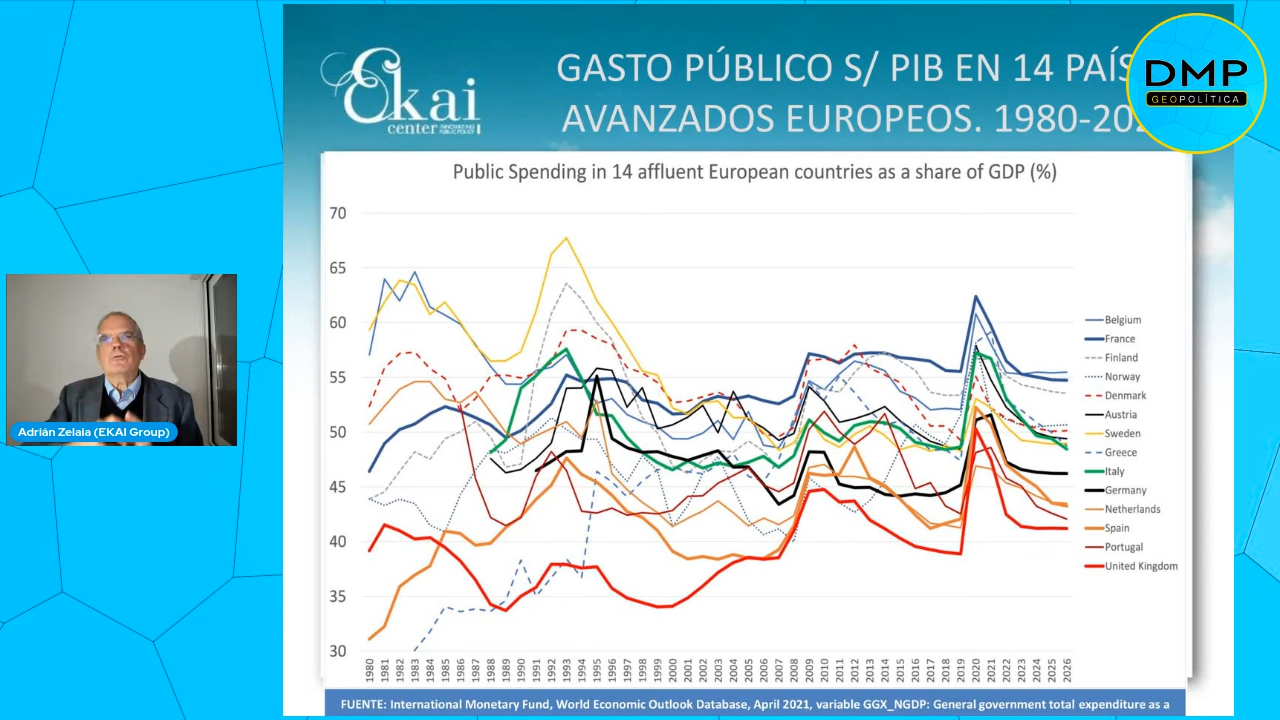 Ekai
center INNOVATING
PUBLIC POLICY
GASTO PÚBLICO S/ PIB EN 14 PAÍS
AVANZADOS EUROPEOS. 1980-20
DMP
GEOPOLÍTICA
Public Spending in 14 affluent European countries as a share of GDP (%)
70
65
60
55
50
45
40
35
30
1980 1981 1982 1983 1984 1985 1986 1987 1988 1989 1990 1991 1992 1993 1994 1995 1996 1997 1998 1999 2000 2001 2002 2003 2004 2005 2006 2007 2008 2009 2010 2011 2012 2013 2014 2015 2016 2017 2018 2019 2020 2021 2022 2023 2024 2025 2026
Belgium
France
Finland
Norway
Denmark
Austria
Sweden
Greece
Italy
Germany
Netherlands
Spain
Portugal
United Kingdom
Adrián Zelaia (EKAI Group)
FUENTE: International Monetary Fund, World Economic Outlook Database, April 2021, variable GGX_NGDP: General government total expenditure as a